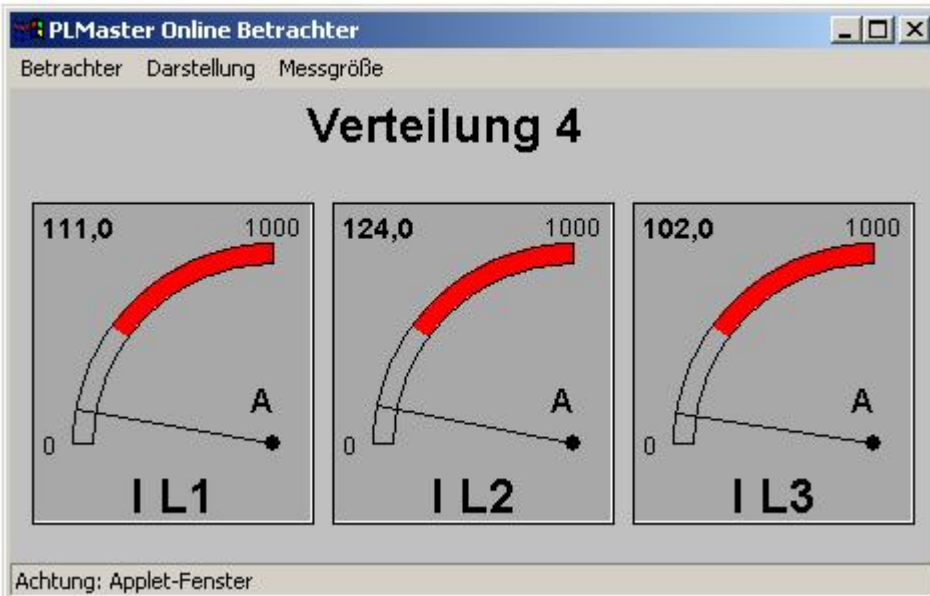 PLMaster Online Betrachter
Betrachter Darstellung Messgröße
Verteilung 4
111,0 1000
A
0
I L1
124,0 1000
A
0
I L2
102,0 1000
A
0
I L3
Achtung: Applet-Fenster